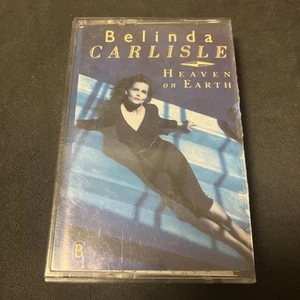 Belinda
CARLISLE
HEAVEN
on EARTH
B